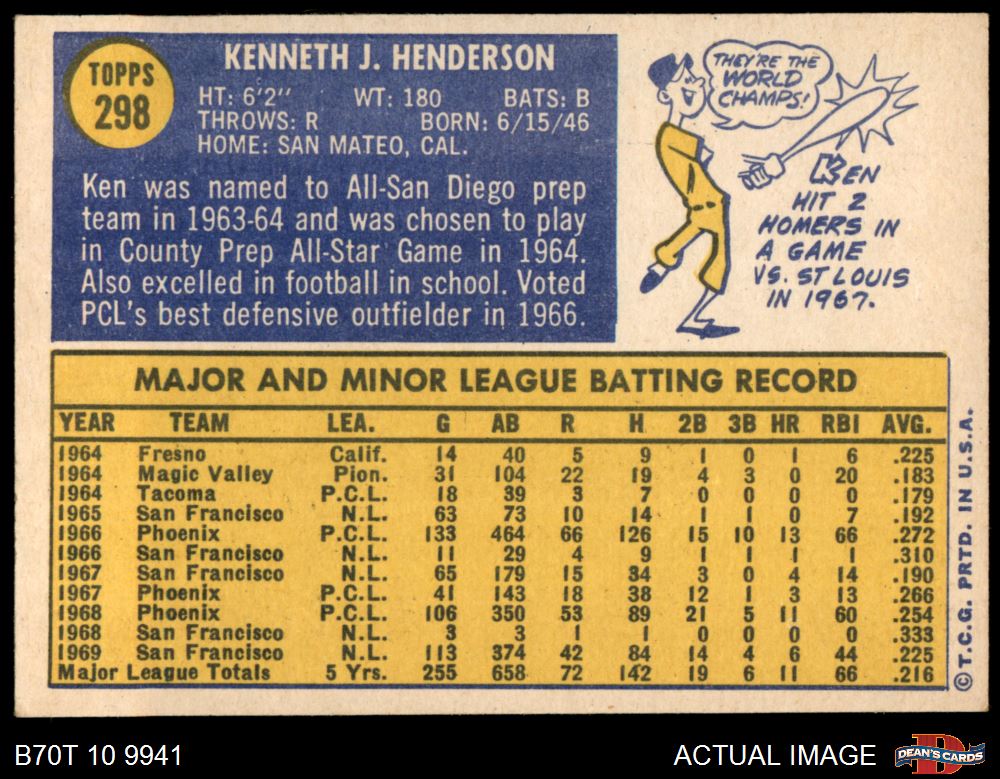 TOPPS
298
KENNETH J. HENDERSON
HT: 6'2" WT: 180 BATS: B
THROWS: R BORN: 6/15/46
HOME: SAN MATEO, CAL.
Ken was named to All-San Diego prep
team in 1963-64 and was chosen to play
in County Prep All-Star Game in 1964.
Also excelled in football in school. Voted
PCL's best defensive outfielder in 1966.
THEY'RE THE
WORLD
CHAMPS!
KEN
HIT 2
HOMERS IN
A GAME
VS. ST LOUIS
IN 1967.
MAJOR AND MINOR LEAGUE BATTING RECORD
YEAR TEAM LEA. G AB R H 2B 3B HR RBI AVG.
1964 Fresno Calif. 14 40 5 9 1 0 1 6 .225
1964 Magic Valley Pion. 31 104 22 19 4 3 0 20 .183
1964 Tacoma P.C.L. 18 39 3 7 0 0 0 0 .179
1965 San Francisco N.L. 63 73 10 14 1 1 0 7 .192
1966 Phoenix P.C.L. 133 464 66 126 15 10 13 66 .272
1966 San Francisco N.L. 11 29 4 9 1 1 1 1 .310
1967 San Francisco N.L. 65 179 15 34 3 0 4 14 .190
1967 Phoenix P.C.L. 41 143 18 38 12 1 3 13 .266
1968 Phoenix P.C.L. 106 350 53 89 21 5 11 60 .254
1968 San Francisco N.L. 3 3 1 1 0 0 0 0 .333
1969 San Francisco N.L. 113 374 42 84 14 4 6 44 .225
Major League Totals 5 Yrs. 255 658 72 142 19 6 11 66 .216
© T.C.G. PRTD. IN U.S.A.
B70T 10 9941
ACTUAL IMAGE
D
DEAN'S CARDS